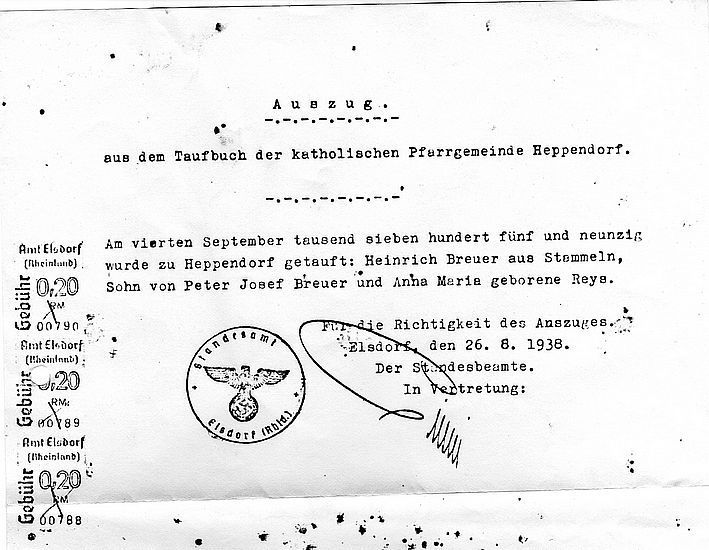 Auszug.
aus dem Taufbuch der katholischen Pfarrgemeinde Heppendorf.
Am vierten September tausend sieben hundert fünf und neunzig
wurde zu Heppendorf getauft: Heinrich Breuer aus Stommeln,
Sohn von Peter Josef Breuer und Anna Maria geborene Reys.
Für die Richtigkeit des Auszuges.
Elsdorf, den 26. 8. 1938.
Der Standesbeamte.
In Vertretung:
Standesamt
Elsdorf (Rhld.)
Amt Elsdorf
(Rheinland)
Gebühr
0,20
RM
00790
Amt Elsdorf
(Rheinland)
Gebühr
0,20
RM
00789
Amt Elsdorf
(Rheinland)
Gebühr
0,20
RM
00788